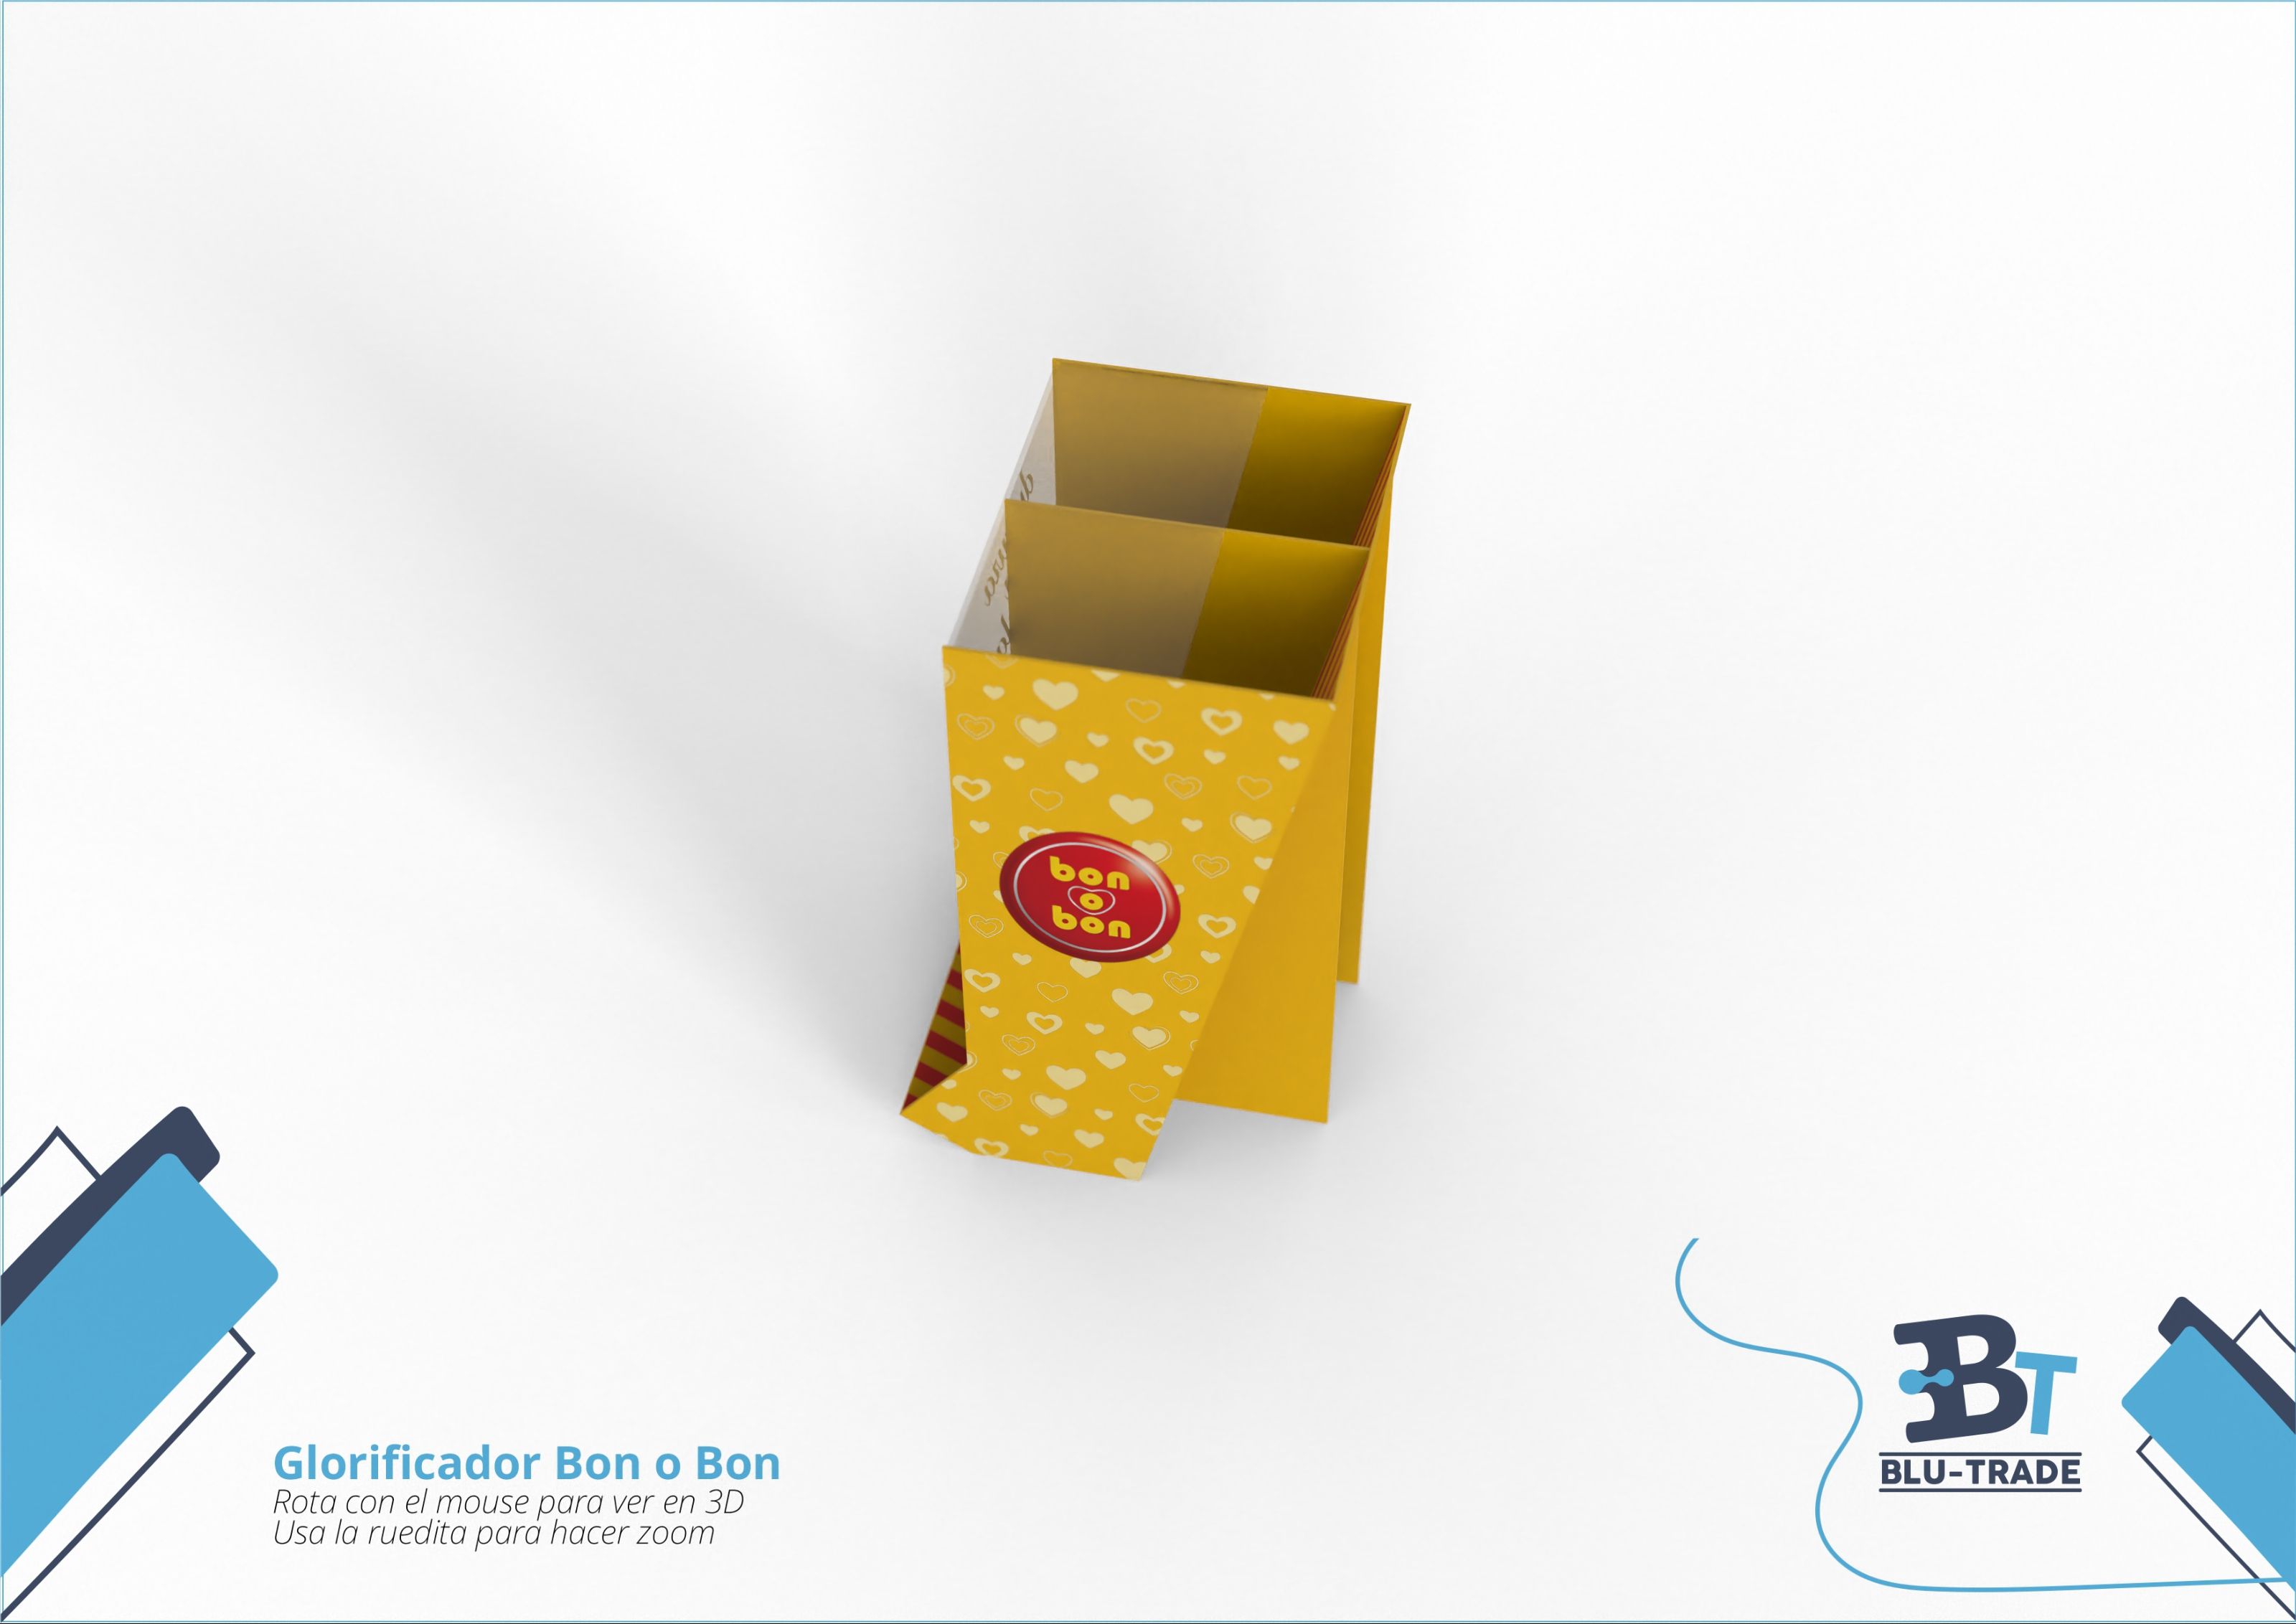 bon
o
bon
Glorificador Bon o Bon
Rota con el mouse para ver en 3D
Usa la ruedita para hacer zoom
BT
BLU-TRADE